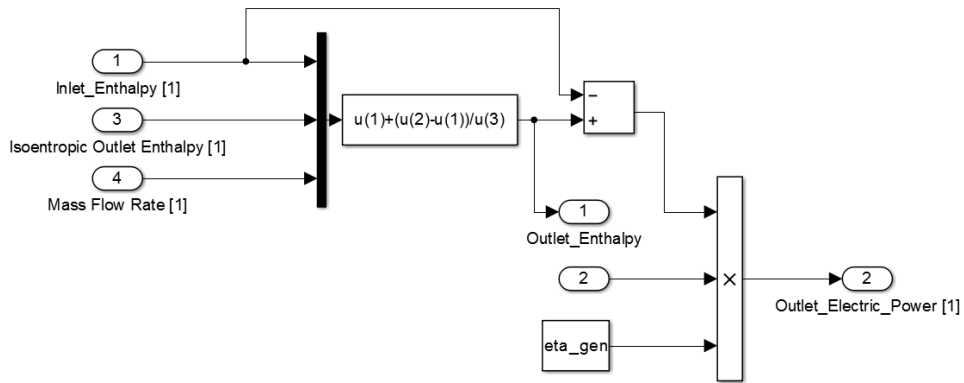 1
Inlet_Enthalpy [1]
3
Isoentropic Outlet Enthalpy [1]
4
Mass Flow Rate [1]
u(1)+(u(2)-u(1))/u(3)
−
+
1
Outlet_Enthalpy
2
eta_gen
×
2
Outlet_Electric_Power [1]